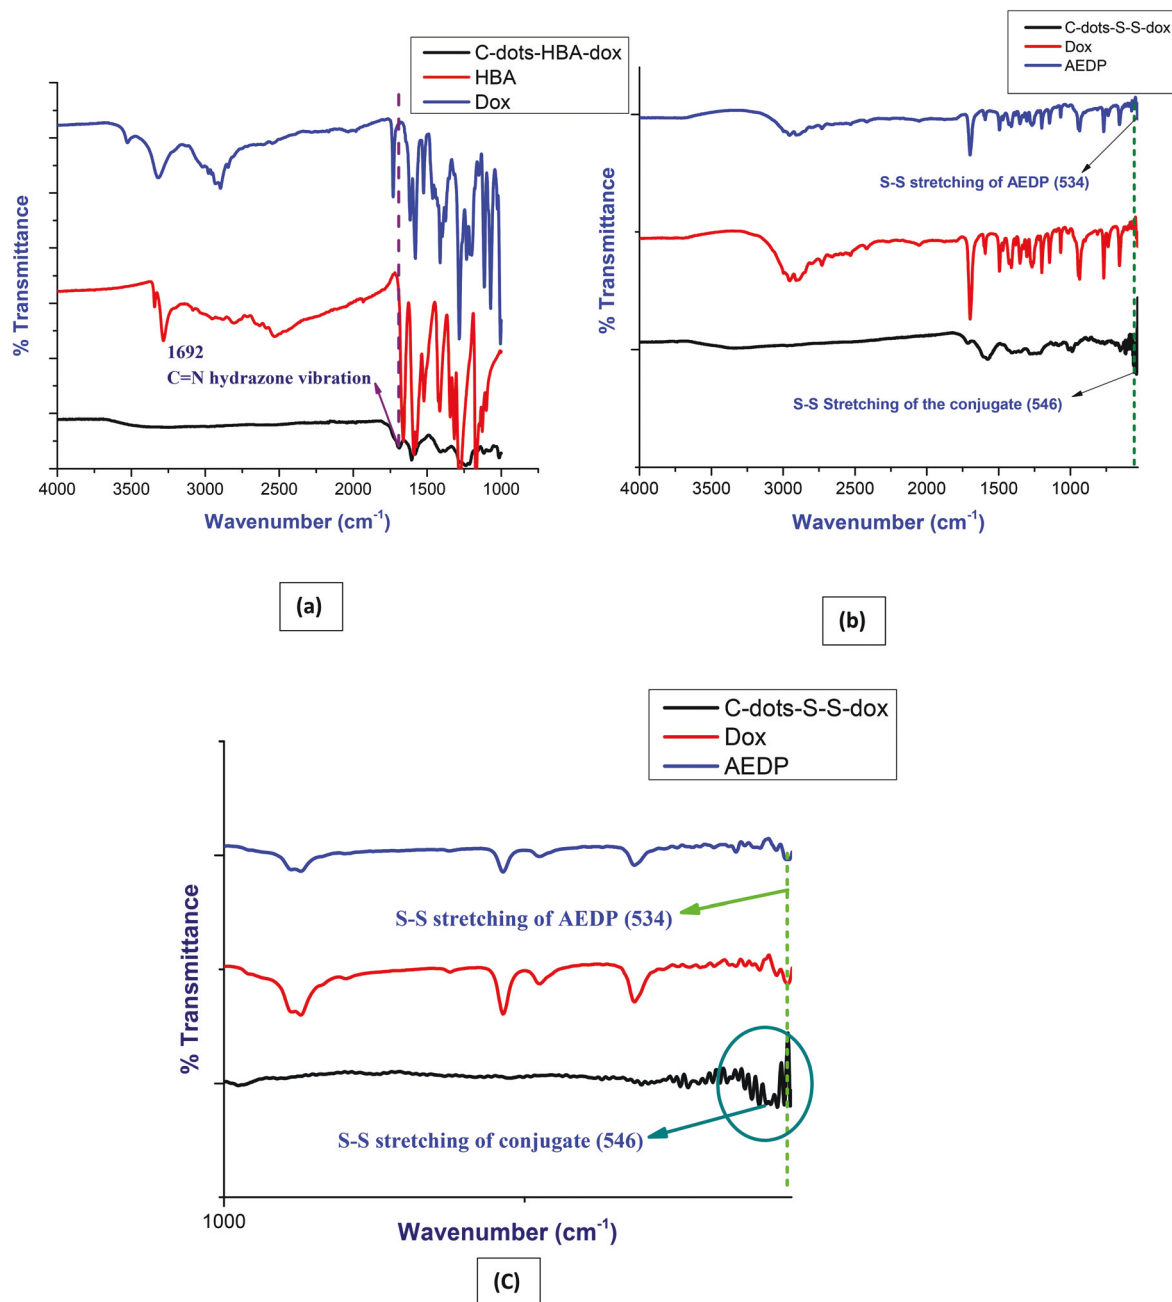 C-dots-HBA-dox
HBA
Dox
% Transmittance
1692
C=N hydrazone vibration
4000 3500 3000 2500 2000 1500 1000
Wavenumber (cm⁻¹)
(a)
C-dots-S-S-dox
Dox
AEDP
% Transmittance
S-S stretching of AEDP (534)
S-S Stretching of the conjugate (546)
4000 3500 3000 2500 2000 1500 1000
Wavenumber (cm⁻¹)
(b)
C-dots-S-S-dox
Dox
AEDP
% Transmittance
S-S stretching of AEDP (534)
S-S stretching of conjugate (546)
1000
Wavenumber (cm⁻¹)
(C)